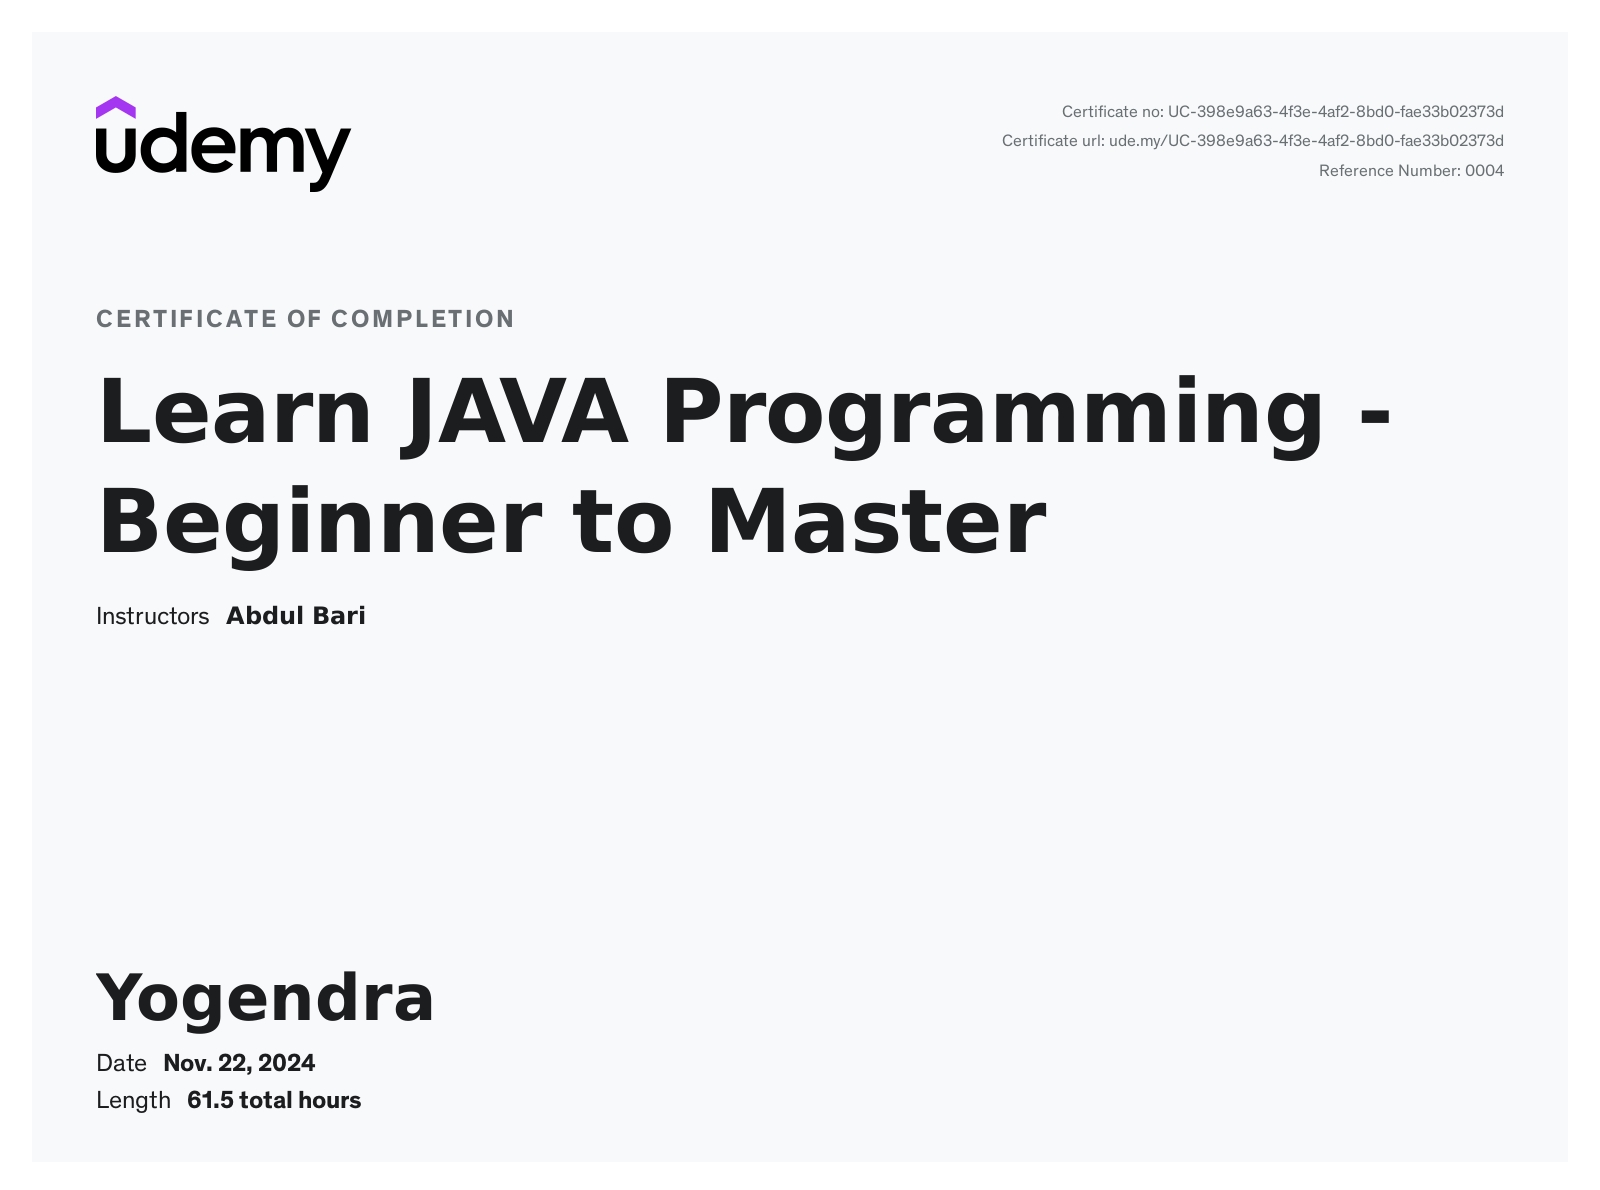 udemy
Certificate no: UC-398e9a63-4f3e-4af2-8bd0-fae33b02373d
Certificate url: ude.my/UC-398e9a63-4f3e-4af2-8bd0-fae33b02373d
Reference Number: 0004
CERTIFICATE OF COMPLETION
Learn JAVA Programming -
Beginner to Master
Instructors Abdul Bari
Yogendra
Date Nov. 22, 2024
Length 61.5 total hours